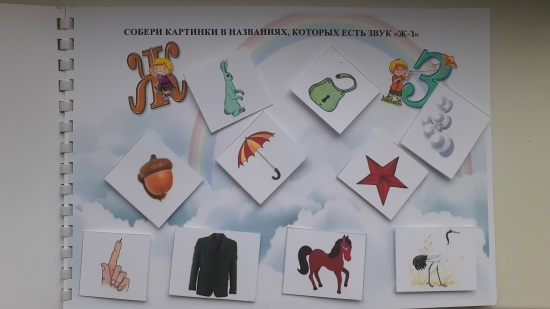 СОБЕРИ КАРТИНКИ В НАЗВАНИЯХ, КОТОРЫХ ЕСТЬ ЗВУК «Ж-З»
Ж З